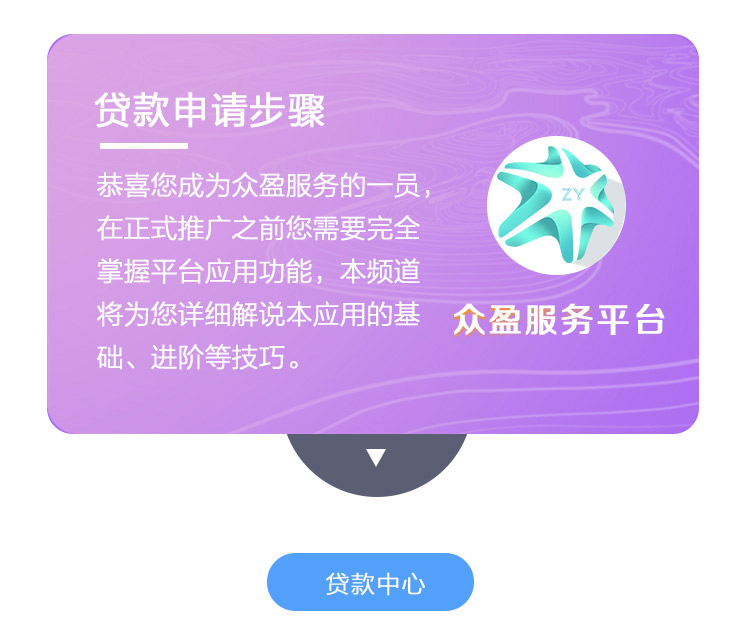 贷款申请步骤
恭喜您成为众盈服务的一员，
在正式推广之前您需要完全
掌握平台应用功能，本频道
将为您详细解说本应用的基
础、进阶等技巧。
ZY
众盈服务平台
贷款中心